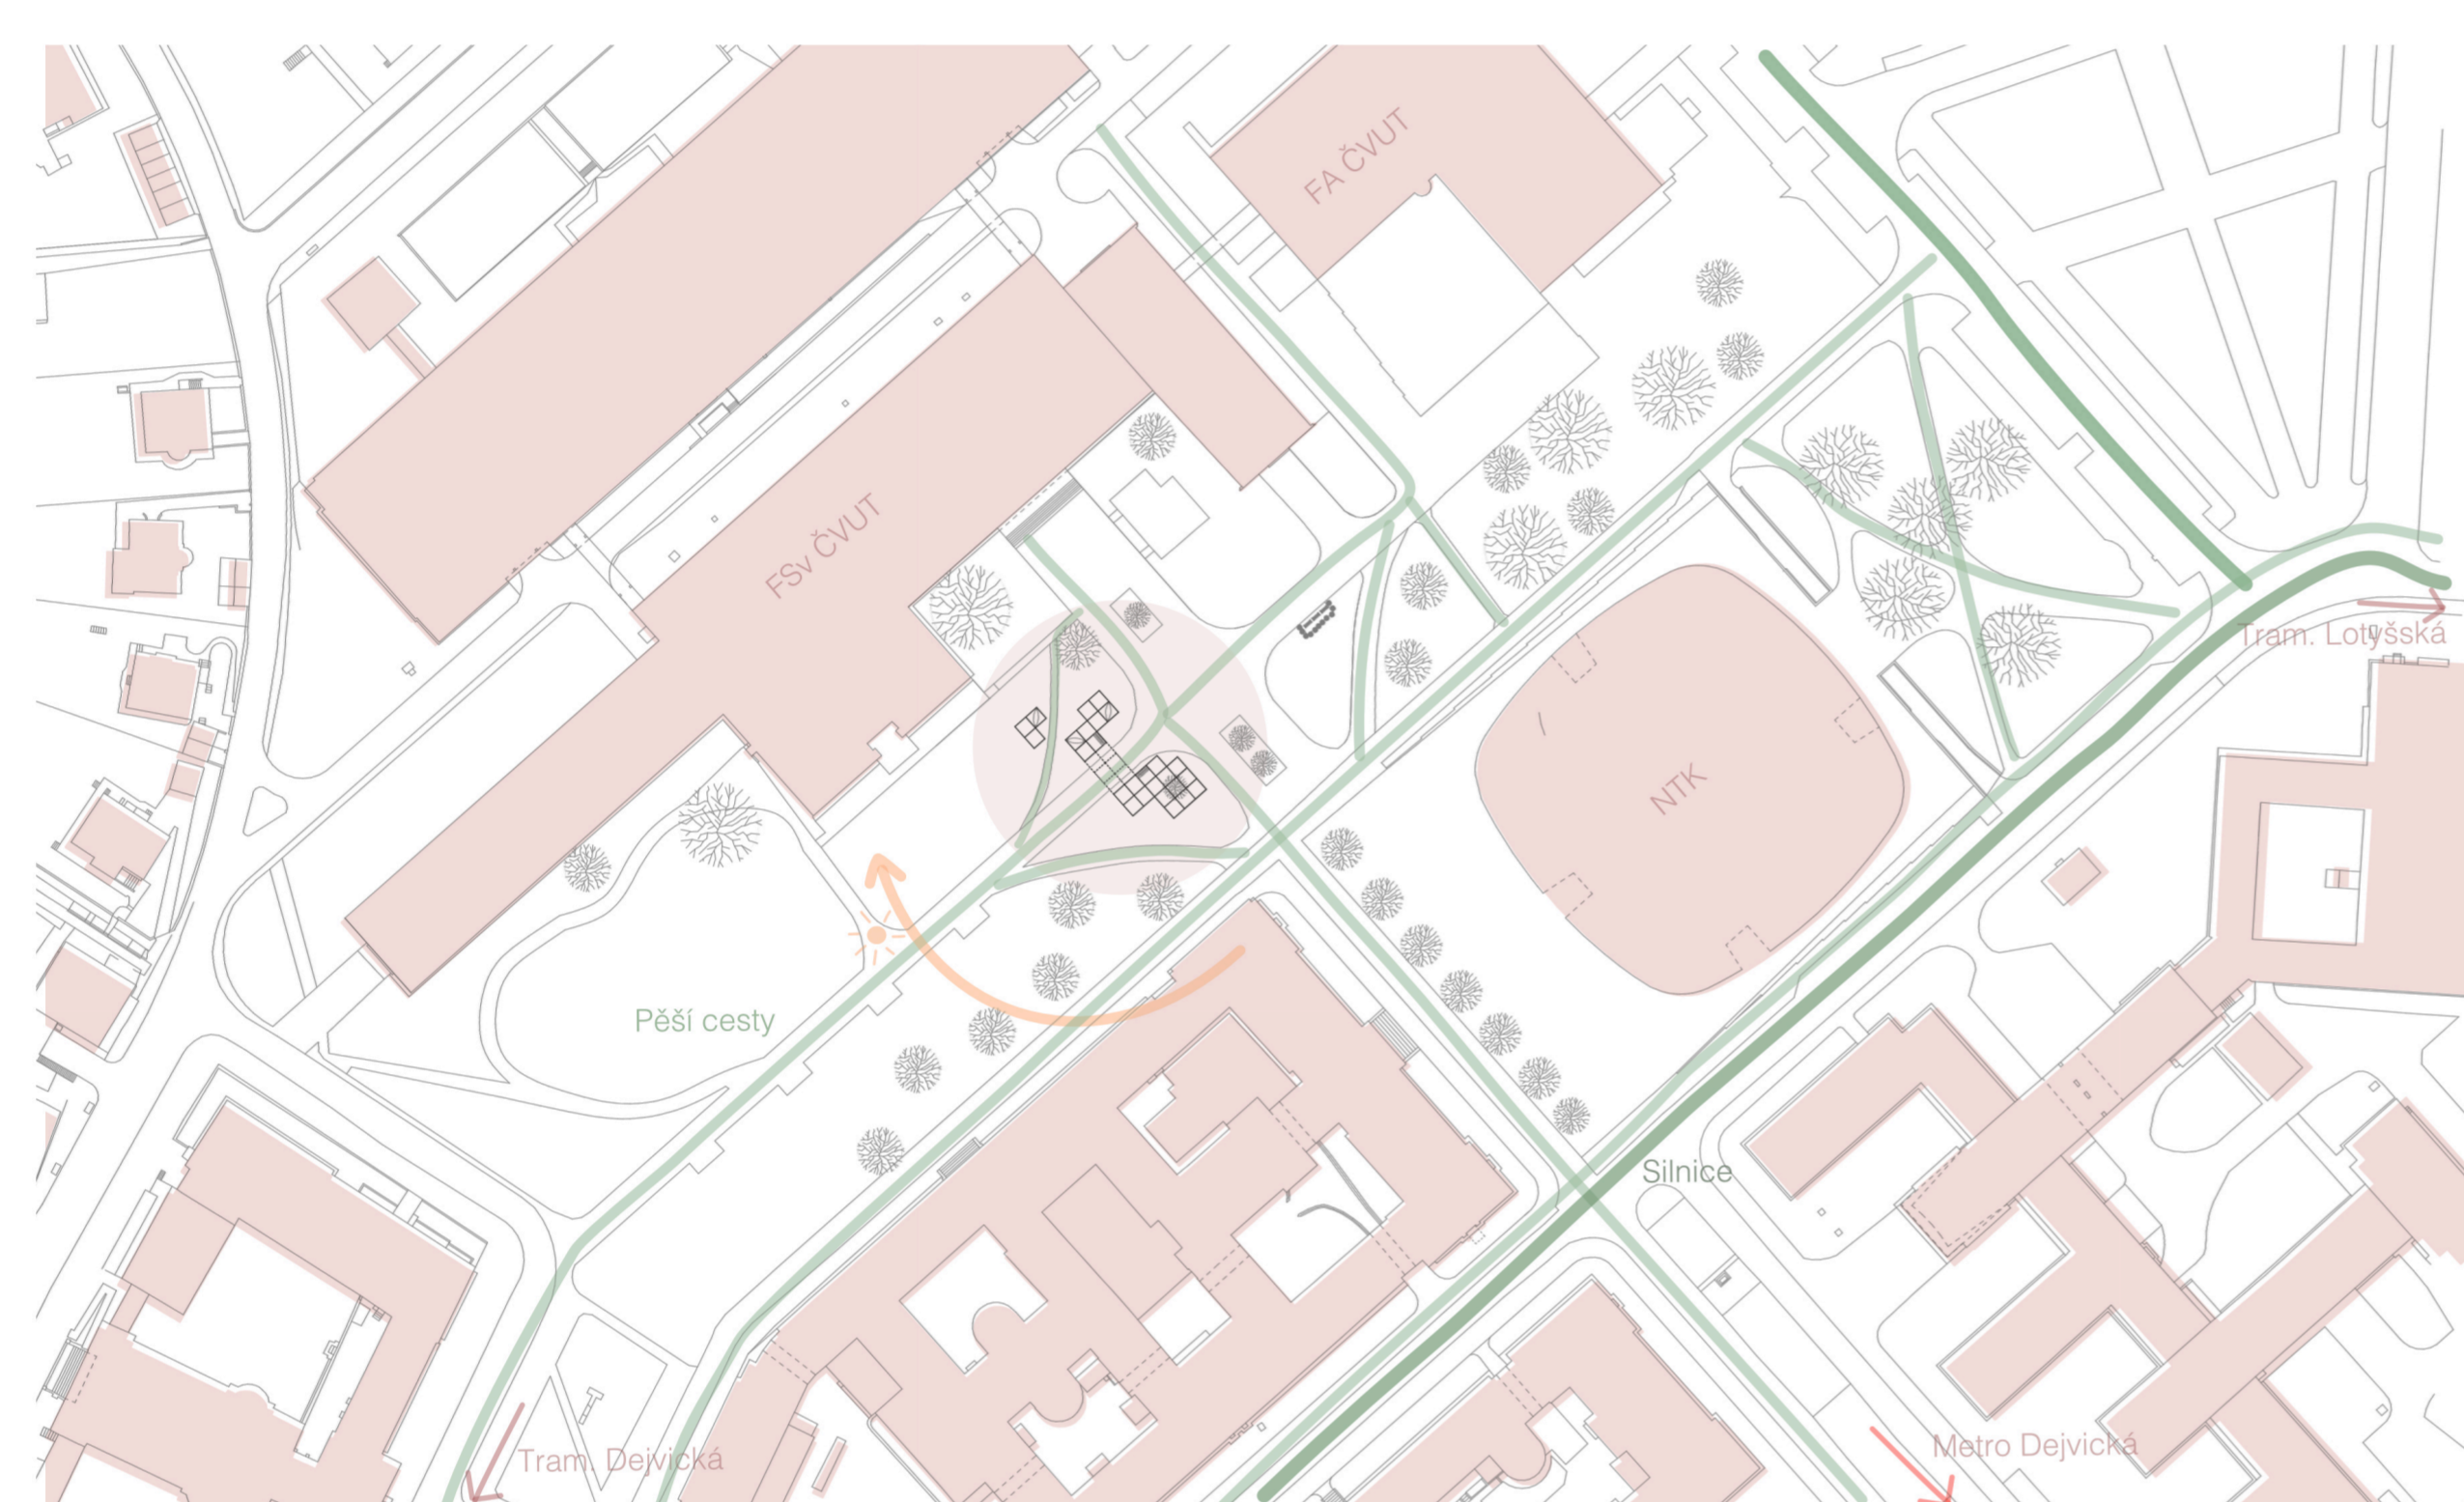 FA ČVUT
FSv ČVUT
Tram. Lotyšská
NTK
Pěší cesty
Silnice
Tram. Dejvická
Metro Dejvická